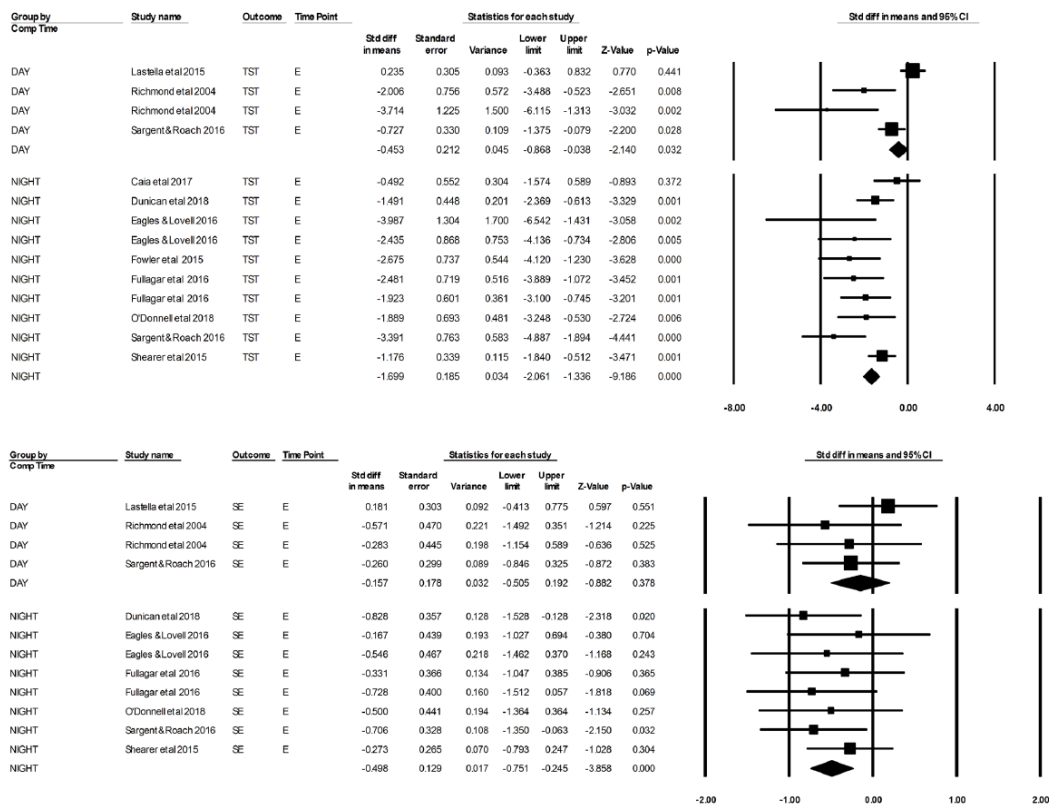 Group by Study name Outcome Time Point Statistics for each study Std diff in means and 95% CI
Comp Time
Std diff Standard Lower Upper
in means error Variance limit limit Z-Value p-Value
DAY Lastella et al 2015 TST E 0.235 0.305 0.093 -0.363 0.832 0.770 0.441
DAY Richmond et al 2004 TST E -2.006 0.756 0.572 -3.488 -0.523 -2.651 0.008
DAY Richmond et al 2004 TST E -3.714 1.225 1.500 -6.115 -1.313 -3.032 0.002
DAY Sargent & Roach 2016 TST E -0.727 0.330 0.109 -1.375 -0.079 -2.200 0.028
DAY -0.453 0.212 0.045 -0.868 -0.038 -2.140 0.032
NIGHT Caia et al 2017 TST E -0.492 0.552 0.304 -1.574 0.589 -0.893 0.372
NIGHT Dunican et al 2018 TST E -1.491 0.448 0.201 -2.369 -0.613 -3.329 0.001
NIGHT Eagles & Lovell 2016 TST E -3.987 1.304 1.700 -6.542 -1.431 -3.058 0.002
NIGHT Eagles & Lovell 2016 TST E -2.435 0.868 0.753 -4.136 -0.734 -2.806 0.005
NIGHT Fowler et al 2015 TST E -2.675 0.737 0.544 -4.120 -1.230 -3.628 0.000
NIGHT Fullagar et al 2016 TST E -2.481 0.719 0.516 -3.889 -1.072 -3.452 0.001
NIGHT Fullagar et al 2016 TST E -1.923 0.601 0.361 -3.100 -0.745 -3.201 0.001
NIGHT O'Donnell et al 2018 TST E -1.889 0.693 0.481 -3.248 -0.530 -2.724 0.006
NIGHT Sargent & Roach 2016 TST E -3.391 0.763 0.583 -4.887 -1.894 -4.441 0.000
NIGHT Shearer et al 2015 TST E -1.176 0.339 0.115 -1.840 -0.512 -3.471 0.001
NIGHT -1.699 0.185 0.034 -2.061 -1.336 -9.186 0.000
-8.00 -4.00 0.00 4.00
Group by Study name Outcome Time Point Statistics for each study Std diff in means and 95% CI
Comp Time
Std diff Standard Lower Upper
in means error Variance limit limit Z-Value p-Value
DAY Lastella et al 2015 SE E 0.181 0.303 0.092 -0.413 0.775 0.597 0.551
DAY Richmond et al 2004 SE E -0.571 0.470 0.221 -1.492 0.351 -1.214 0.225
DAY Richmond et al 2004 SE E -0.283 0.445 0.198 -1.154 0.589 -0.636 0.525
DAY Sargent & Roach 2016 SE E -0.260 0.299 0.089 -0.846 0.325 -0.872 0.383
DAY -0.157 0.178 0.032 -0.505 0.192 -0.882 0.378
NIGHT Dunican et al 2018 SE E -0.828 0.357 0.128 -1.528 -0.128 -2.318 0.020
NIGHT Eagles & Lovell 2016 SE E -0.167 0.439 0.193 -1.027 0.694 -0.380 0.704
NIGHT Eagles & Lovell 2016 SE E -0.546 0.467 0.218 -1.462 0.370 -1.168 0.243
NIGHT Fullagar et al 2016 SE E -0.331 0.366 0.134 -1.047 0.385 -0.906 0.365
NIGHT Fullagar et al 2016 SE E -0.728 0.400 0.160 -1.512 0.057 -1.818 0.069
NIGHT O'Donnell et al 2018 SE E -0.500 0.441 0.194 -1.364 0.364 -1.134 0.257
NIGHT Sargent & Roach 2016 SE E -0.706 0.328 0.108 -1.350 -0.063 -2.150 0.032
NIGHT Shearer et al 2015 SE E -0.273 0.265 0.070 -0.793 0.247 -1.028 0.304
NIGHT -0.498 0.129 0.017 -0.751 -0.245 -3.858 0.000
-2.00 -1.00 0.00 1.00 2.00